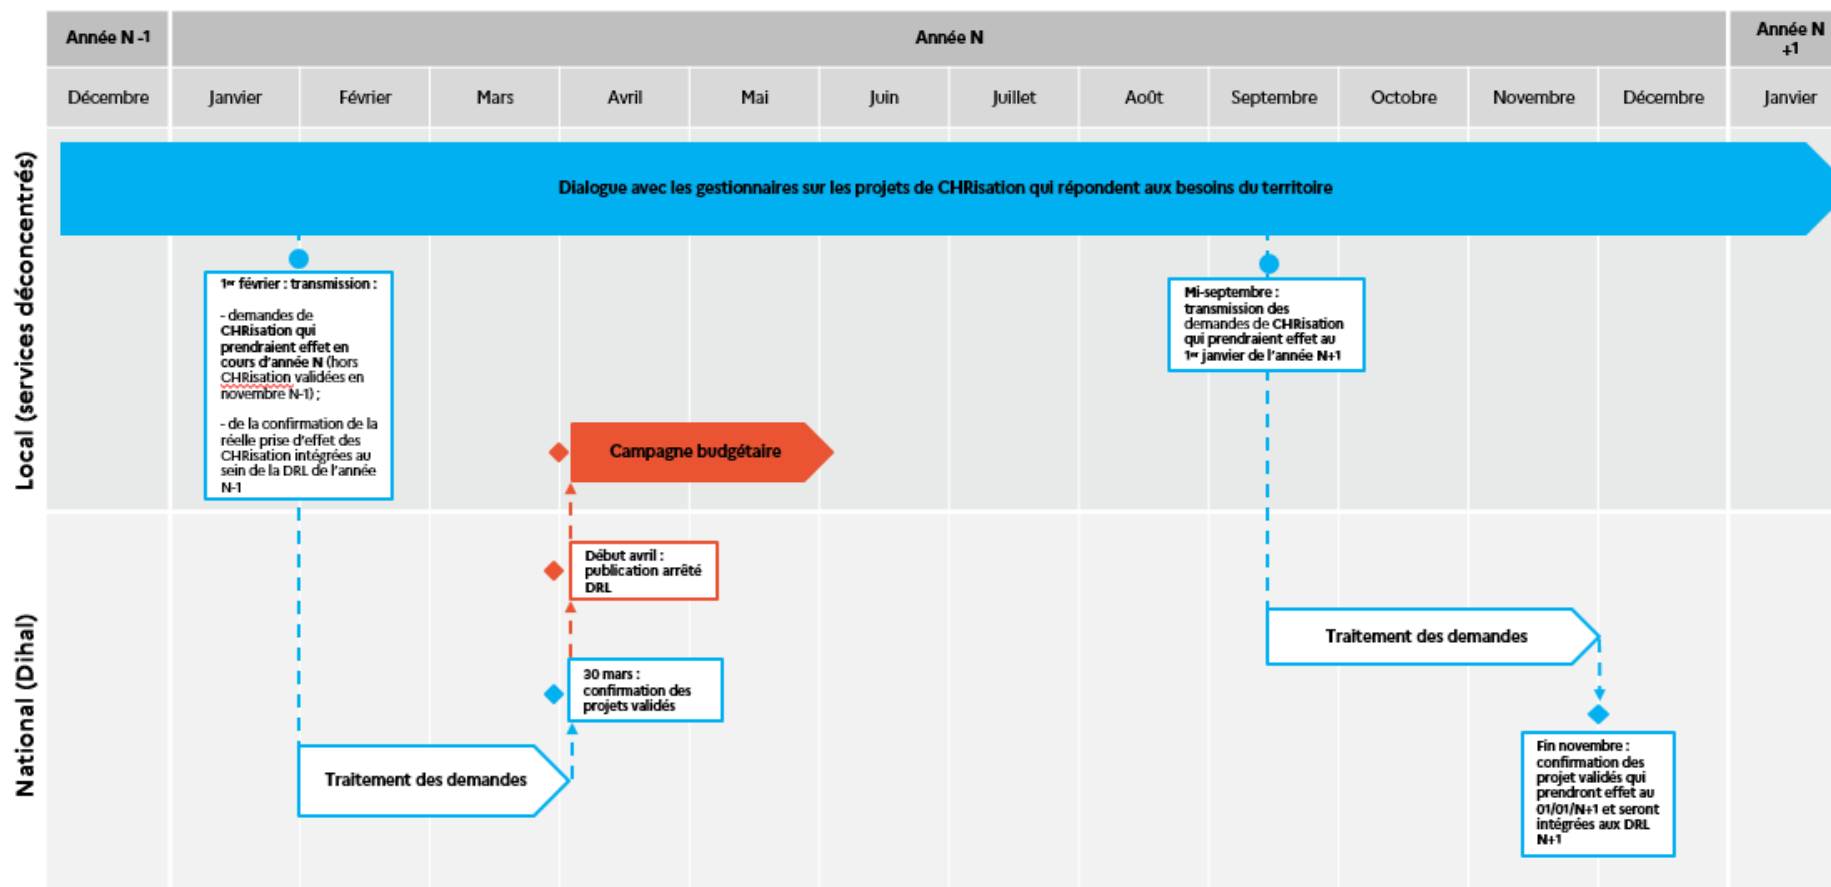 Année N -1
Année N
Année N
+1
Décembre
Janvier
Février
Mars
Avril
Mai
Juin
Juillet
Août
Septembre
Octobre
Novembre
Décembre
Janvier
Local (services déconcentrés)
Dialogue avec les gestionnaires sur les projets de CHRisation qui répondent aux besoins du territoire
1er février : transmission :
- demandes de
CHRisation qui
prendraient effet en
cours d'année N (hors
CHRisation validées en
novembre N-1) ;
- de la confirmation de la
réelle prise d'effet des
CHRisation intégrées au
sein de la DRL de l'année
N-1
Mi-septembre :
transmission des
demandes de CHRisation
qui prendraient effet au
1er janvier de l'année N+1
Campagne budgétaire
National (Dihal)
Début avril :
publication arrêté
DRL
30 mars :
confirmation des
projets validés
Traitement des demandes
Traitement des demandes
Fin novembre :
confirmation des
projet validés qui
prendront effet au
01/01/N+1 et seront
intégrées aux DRL
N+1